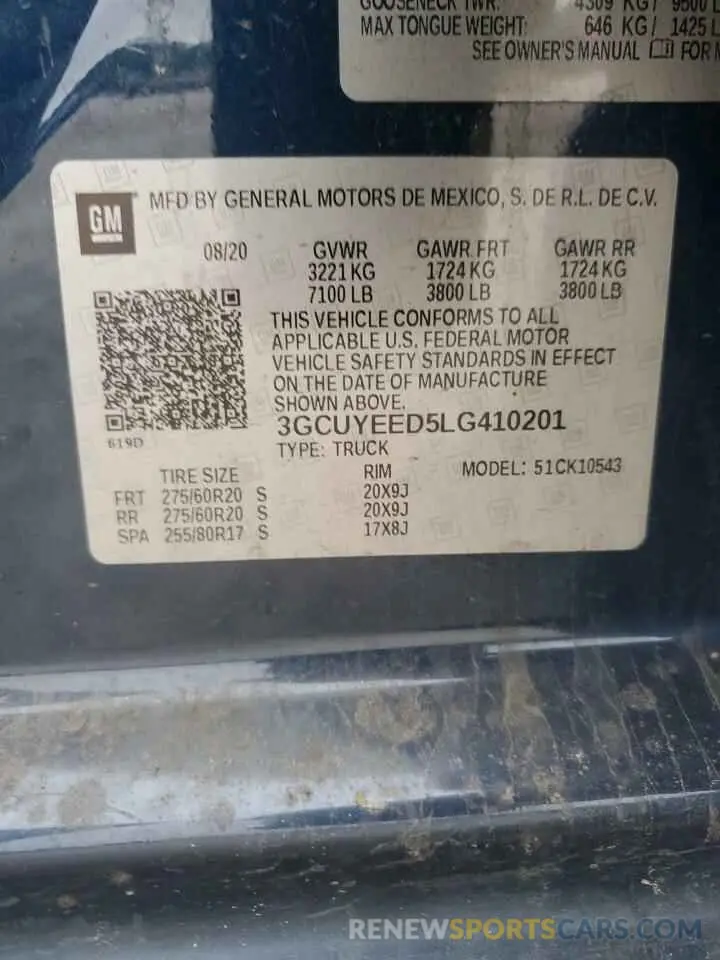 GOOSENECK TWR: 4309 KG/ 9500 L
MAX TONGUE WEIGHT: 646 KG/ 1425 L
SEE OWNER'S MANUAL FOR M
GM
MFD BY GENERAL MOTORS DE MEXICO, S. DE R.L. DE C.V.
08/20 GVWR GAWR FRT GAWR RR
3221 KG 1724 KG 1724 KG
7100 LB 3800 LB 3800 LB
THIS VEHICLE CONFORMS TO ALL
APPLICABLE U.S. FEDERAL MOTOR
VEHICLE SAFETY STANDARDS IN EFFECT
ON THE DATE OF MANUFACTURE
SHOWN ABOVE.
3GCUYEED5LG410201
619D
TYPE: TRUCK
TIRE SIZE RIM MODEL: 51CK10543
FRT 275/60R20 S 20X9J
RR 275/60R20 S 20X9J
SPA 255/80R17 S 17X8J
RENEWSPORTSCARS.COM